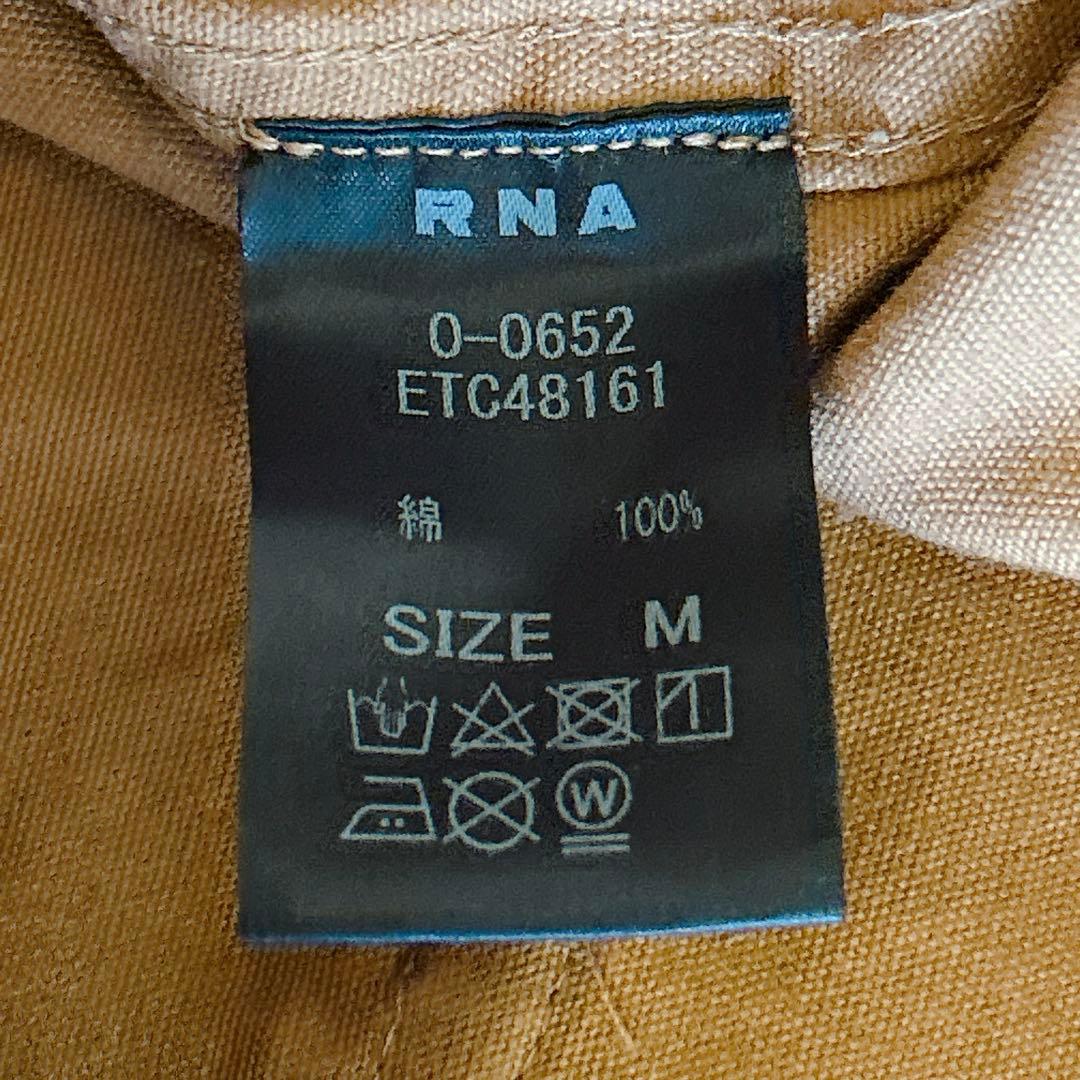 RNA
0-0652
ETC48161
綿 100%
SIZE M
W